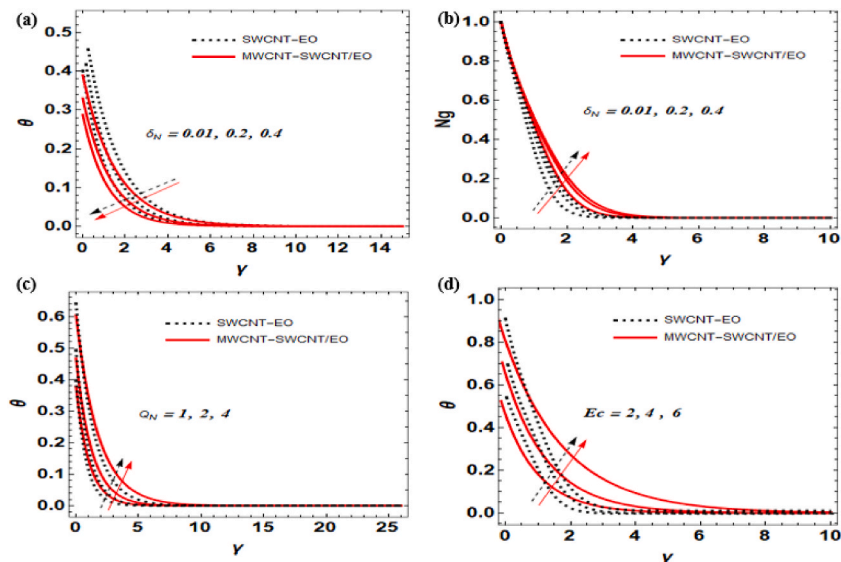 (a)
SWCNT-EO
MWCNT-SWCNT/EO
δN = 0.01, 0.2, 0.4
0.5
0.4
0.3
0.2
0.1
0.0
θ
0 2 4 6 8 10 12 14
γ
(b)
SWCNT-EO
MWCNT-SWCNT/EO
δN = 0.01, 0.2, 0.4
1.0
0.8
0.6
0.4
0.2
0.0
Ng
0 2 4 6 8 10
γ
(c)
SWCNT-EO
MWCNT-SWCNT/EO
QN = 1, 2, 4
0.6
0.5
0.4
0.3
0.2
0.1
0.0
θ
0 5 10 15 20 25
γ
(d)
SWCNT-EO
MWCNT-SWCNT/EO
Ec = 2, 4 , 6
1.0
0.8
0.6
0.4
0.2
0.0
θ
0 2 4 6 8 10
γ